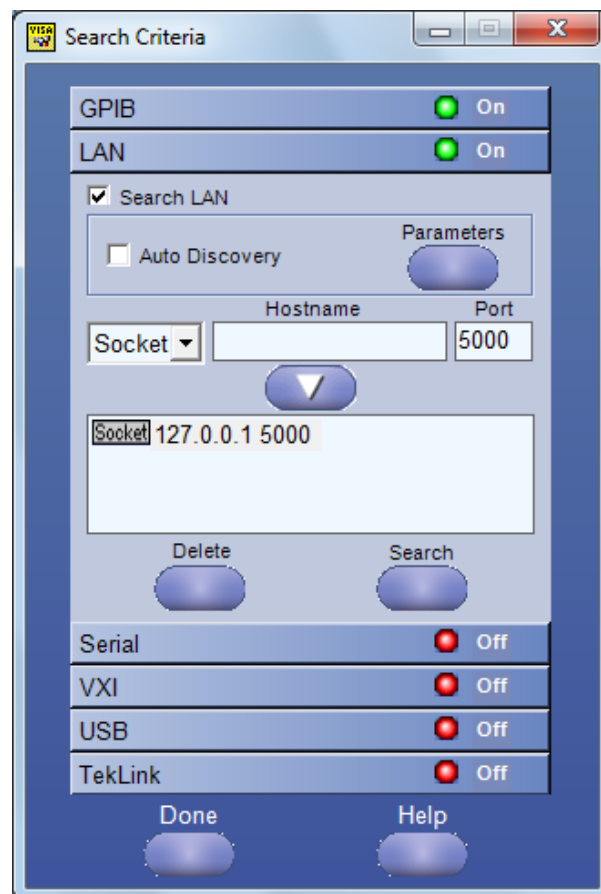 VISA Search Criteria
GPIB On
LAN On
Search LAN
Auto Discovery Parameters
Hostname Port
Socket 5000
Socket 127.0.0.1 5000
Delete Search
Serial Off
VXI Off
USB Off
TekLink Off
Done Help